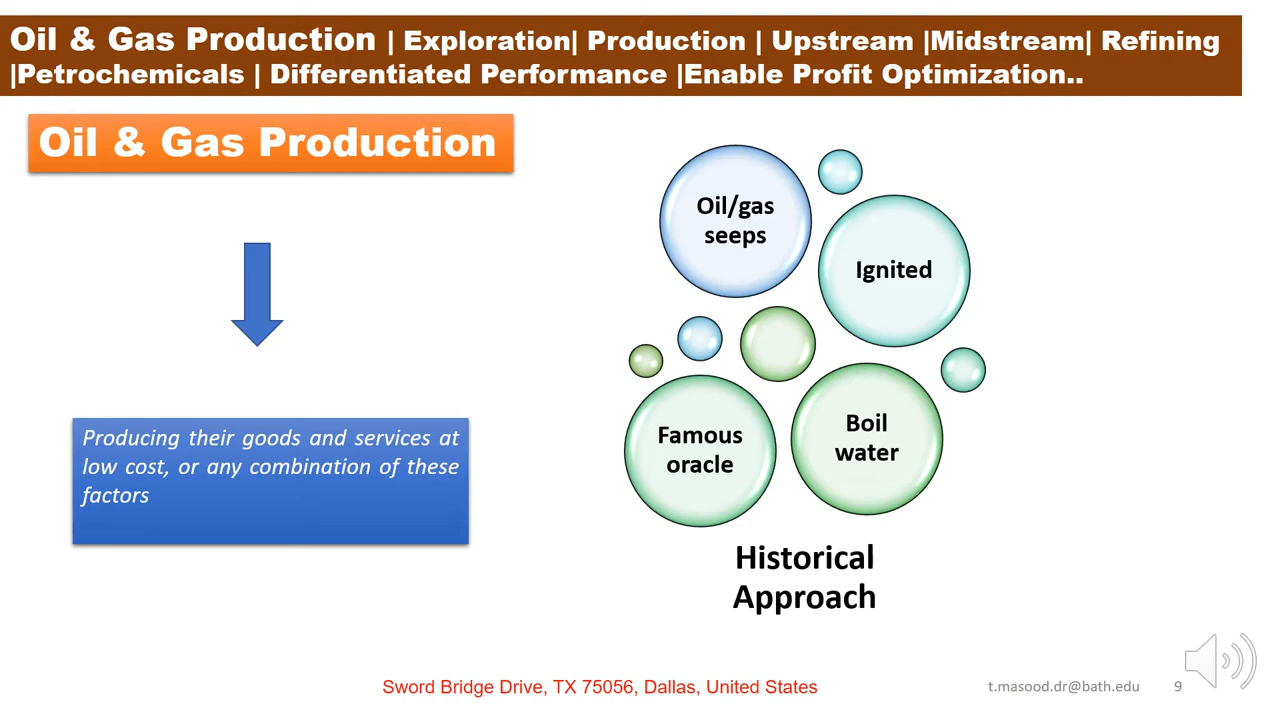 Oil & Gas Production | Exploration| Production | Upstream |Midstream| Refining
|Petrochemicals | Differentiated Performance |Enable Profit Optimization..
Oil & Gas Production
Producing their goods and services at
low cost, or any combination of these
factors
Oil/gas
seeps
Ignited
Famous
oracle
Boil
water
Historical
Approach
Sword Bridge Drive, TX 75056, Dallas, United States
t.masood.dr@bath.edu
9